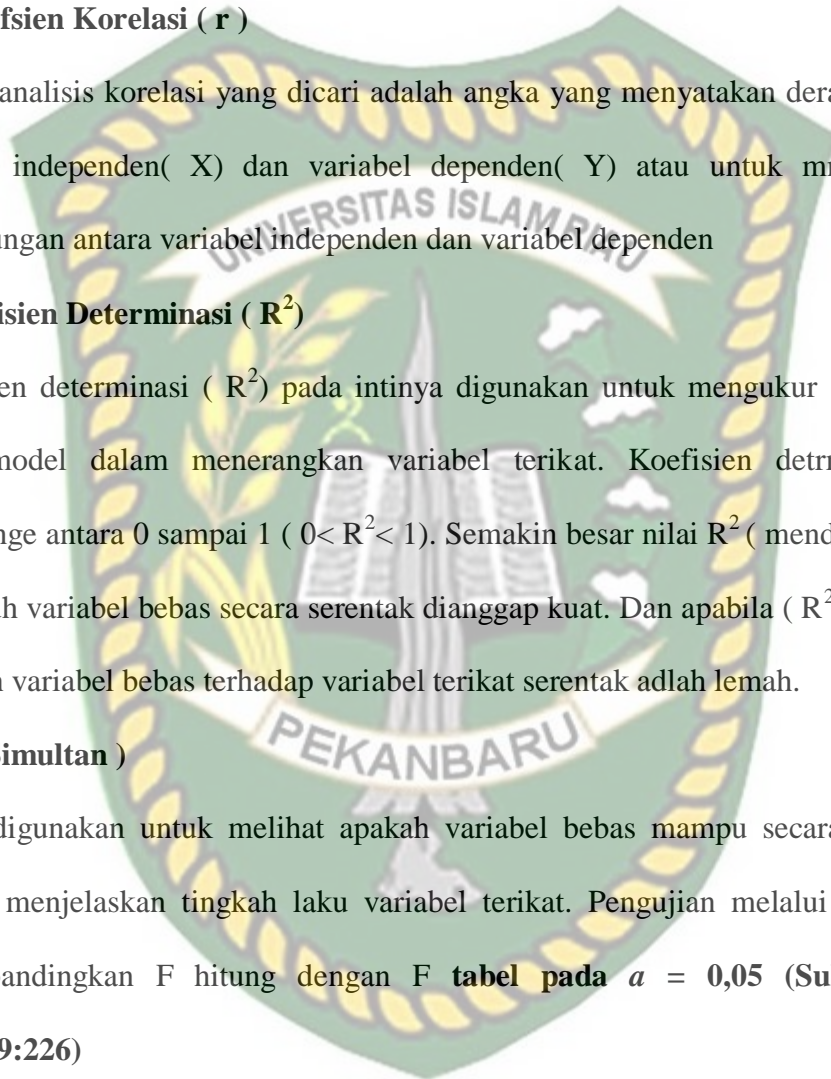 fsien Korelasi ( r )
analisis korelasi yang dicari adalah angka yang menyatakan dera
independen( X) dan variabel dependen( Y) atau untuk m
ungan antara variabel independen dan variabel dependen
UNIVERSITAS ISLAM RIAU
isien Determinasi ( R²)
en determinasi ( R²) pada intinya digunakan untuk mengukur
model dalam menerangkan variabel terikat. Koefisien detr
nge antara 0 sampai 1 ( 0< R²< 1). Semakin besar nilai R² ( mend
h variabel bebas secara serentak dianggap kuat. Dan apabila ( R²
n variabel bebas terhadap variabel terikat serentak adlah lemah.
PEKANBARU
Simultan )
digunakan untuk melihat apakah variabel bebas mampu secara
menjelaskan tingkah laku variabel terikat. Pengujian melalui
andingkan F hitung dengan F tabel pada a = 0,05 (Su
9:226)